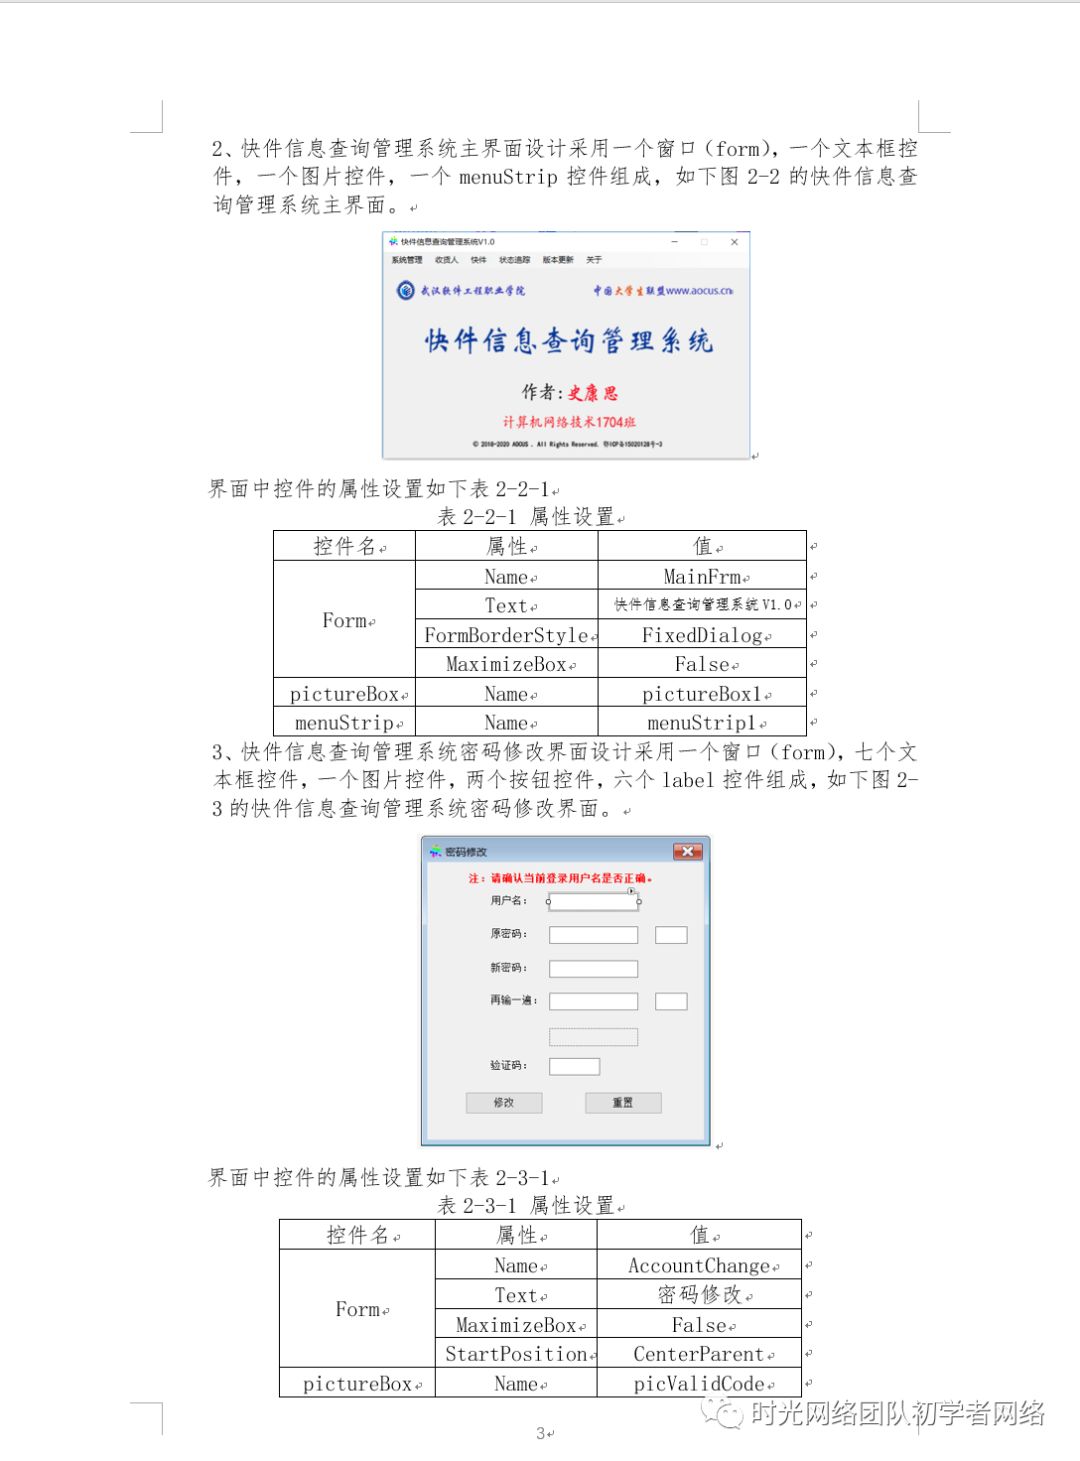 2、快件信息查询管理系统主界面设计采用一个窗口（form），一个文本框控
件，一个图片控件，一个 menuStrip 控件组成，如下图 2-2 的快件信息查
询管理系统主界面。
快件信息查询管理系统V1.0
系统管理 收货人 快件 状态追踪 版本更新 关于
武汉软件工程职业学院 中国大学生联盟www.aocus.cn
快件信息查询管理系统
作者:史康思
计算机网络技术1704班
© 2018-2020 AOCUS . All Rights Reserved. 鄂ICP备15020128号-3
界面中控件的属性设置如下表 2-2-1
表 2-2-1 属性设置
控件名 属性 值
Form Name MainFrm
Text 快件信息查询管理系统 V1.0
FormBorderStyle FixedDialog
MaximizeBox False
pictureBox Name pictureBox1
menuStrip Name menuStrip1
3、快件信息查询管理系统密码修改界面设计采用一个窗口（form），七个文
本框控件，一个图片控件，两个按钮控件，六个 label 控件组成，如下图 2-
3 的快件信息查询管理系统密码修改界面。
密码修改
注：请确认当前登录用户名是否正确。
用户名：
原密码：
新密码：
再输一遍：
验证码：
修改 重置
界面中控件的属性设置如下表 2-3-1
表 2-3-1 属性设置
控件名 属性 值
Form Name AccountChange
Text 密码修改
MaximizeBox False
StartPosition CenterParent
pictureBox Name picValidCode
时光网络团队初学者网络
3